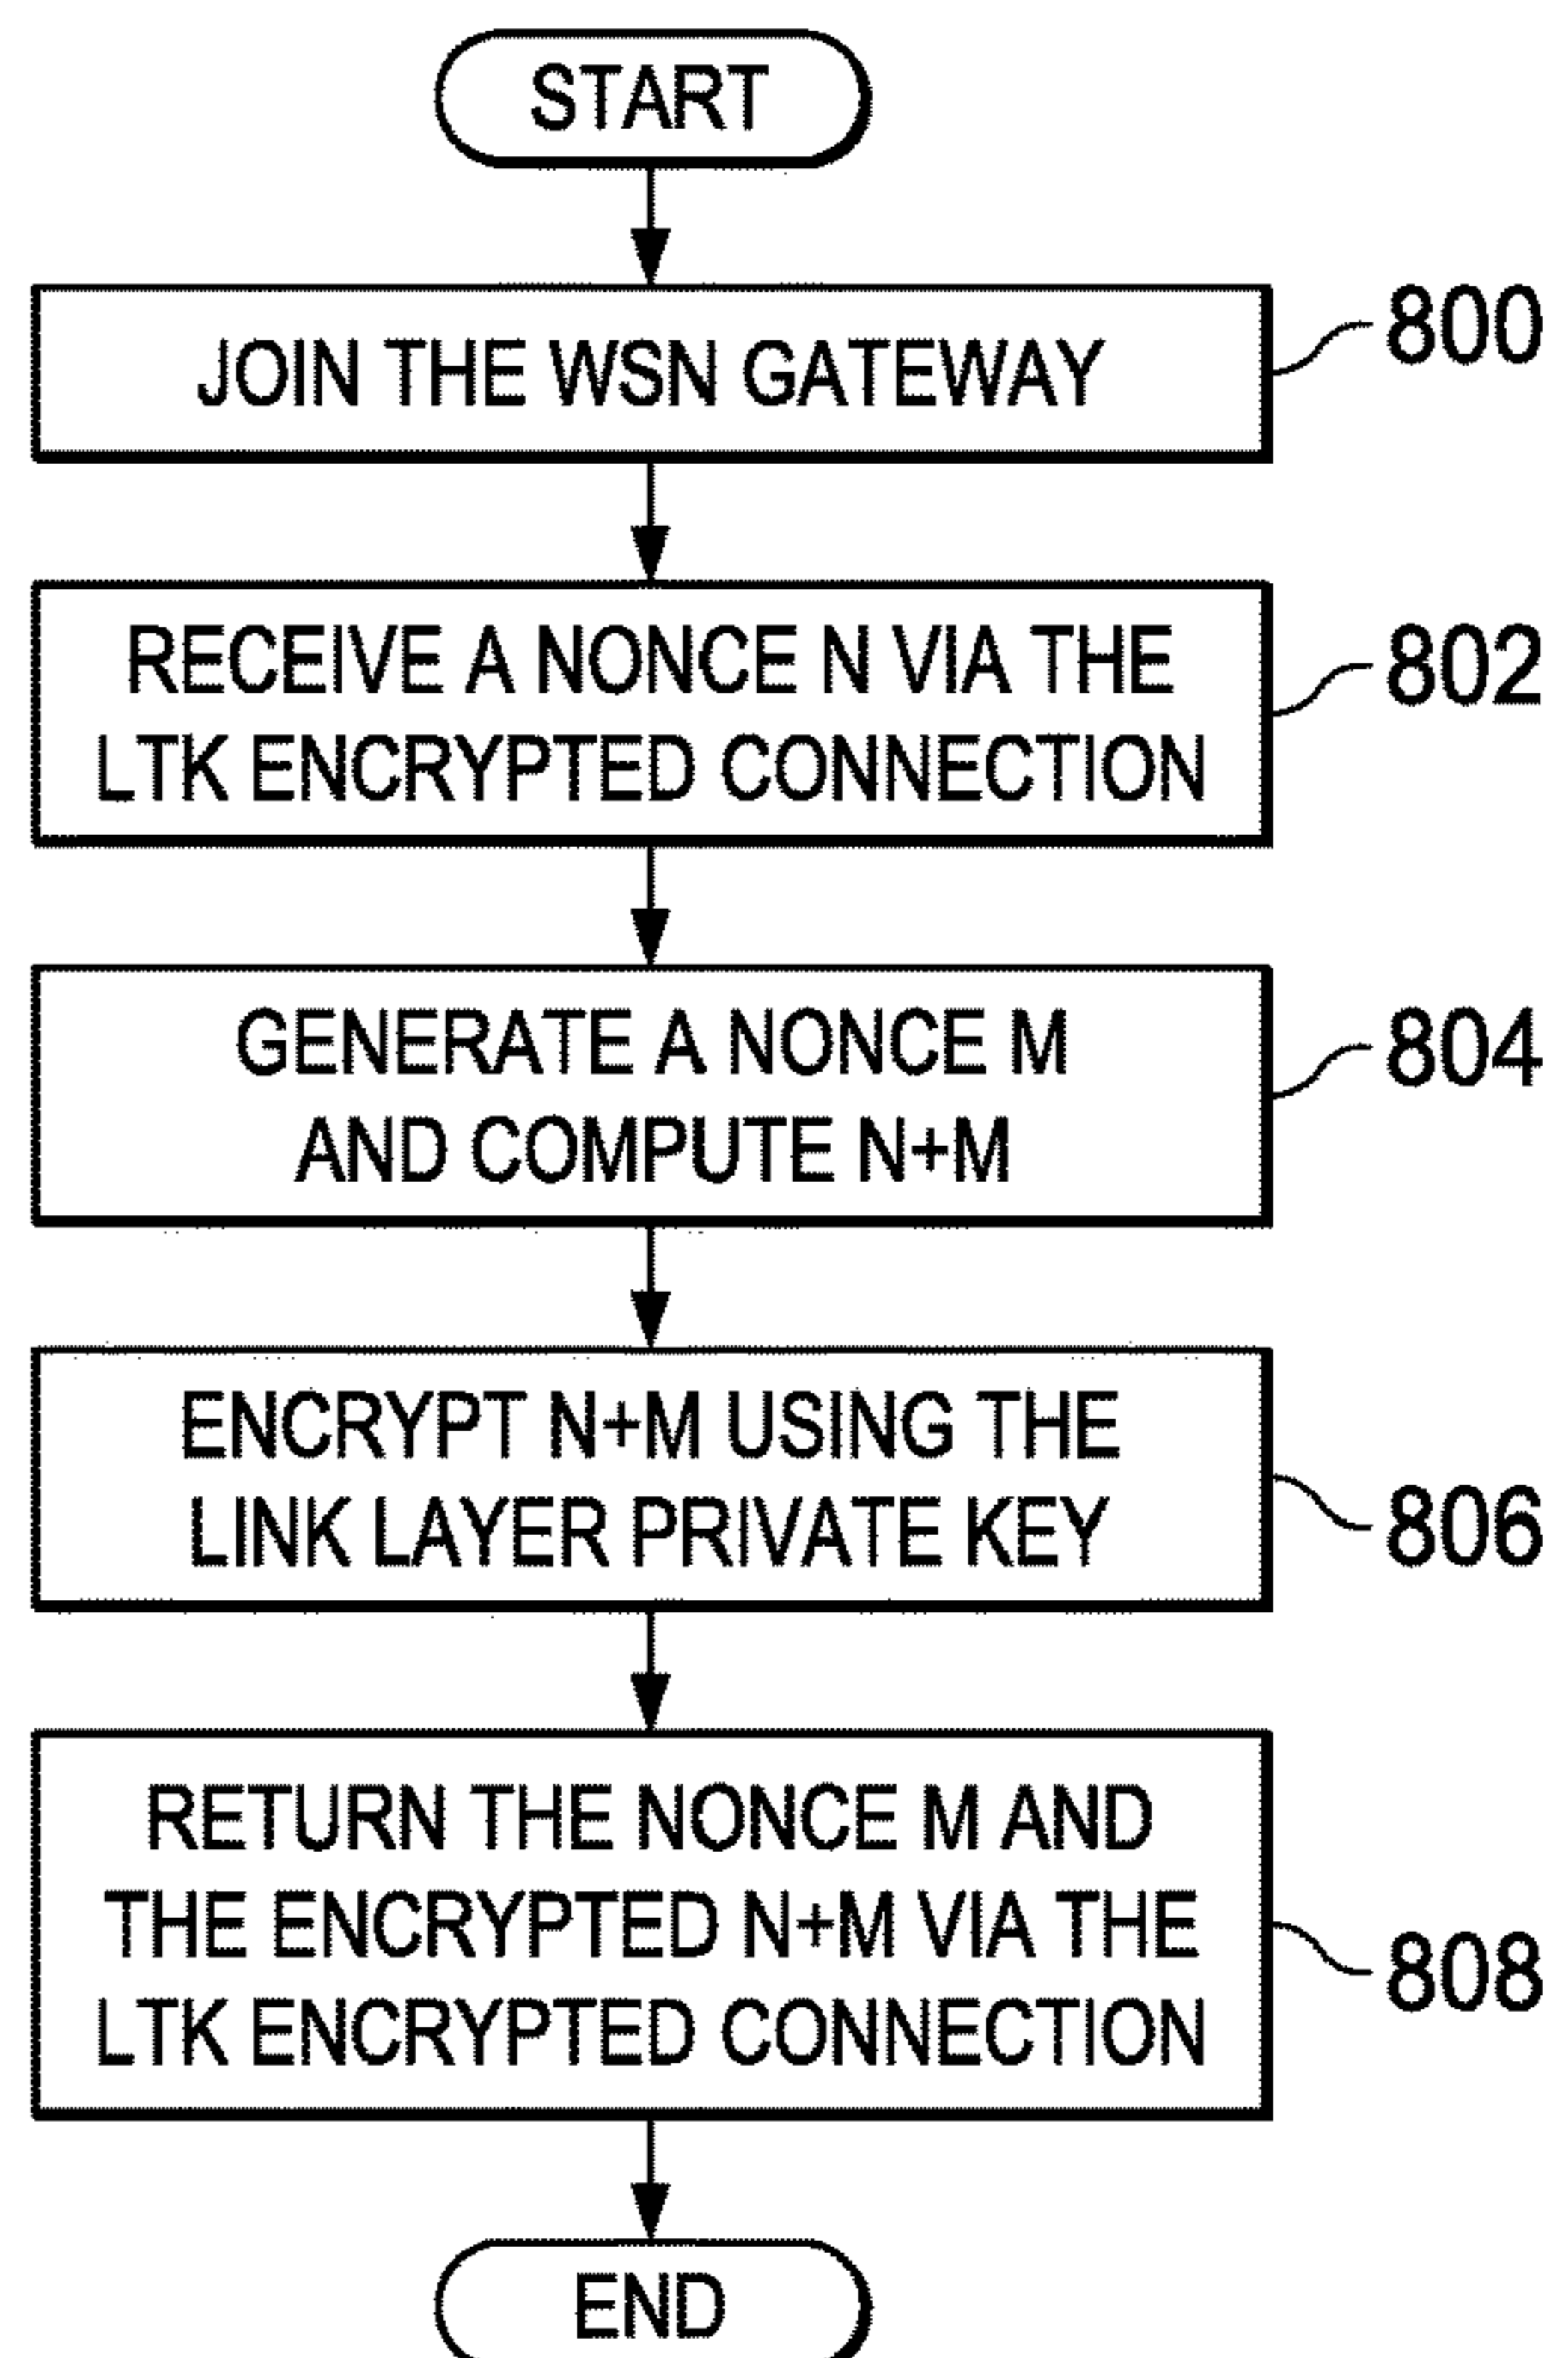 START
JOIN THE WSN GATEWAY
800
RECEIVE A NONCE N VIA THE
LTK ENCRYPTED CONNECTION
802
GENERATE A NONCE M
AND COMPUTE N+M
804
ENCRYPT N+M USING THE
LINK LAYER PRIVATE KEY
806
RETURN THE NONCE M AND
THE ENCRYPTED N+M VIA THE
LTK ENCRYPTED CONNECTION
808
END